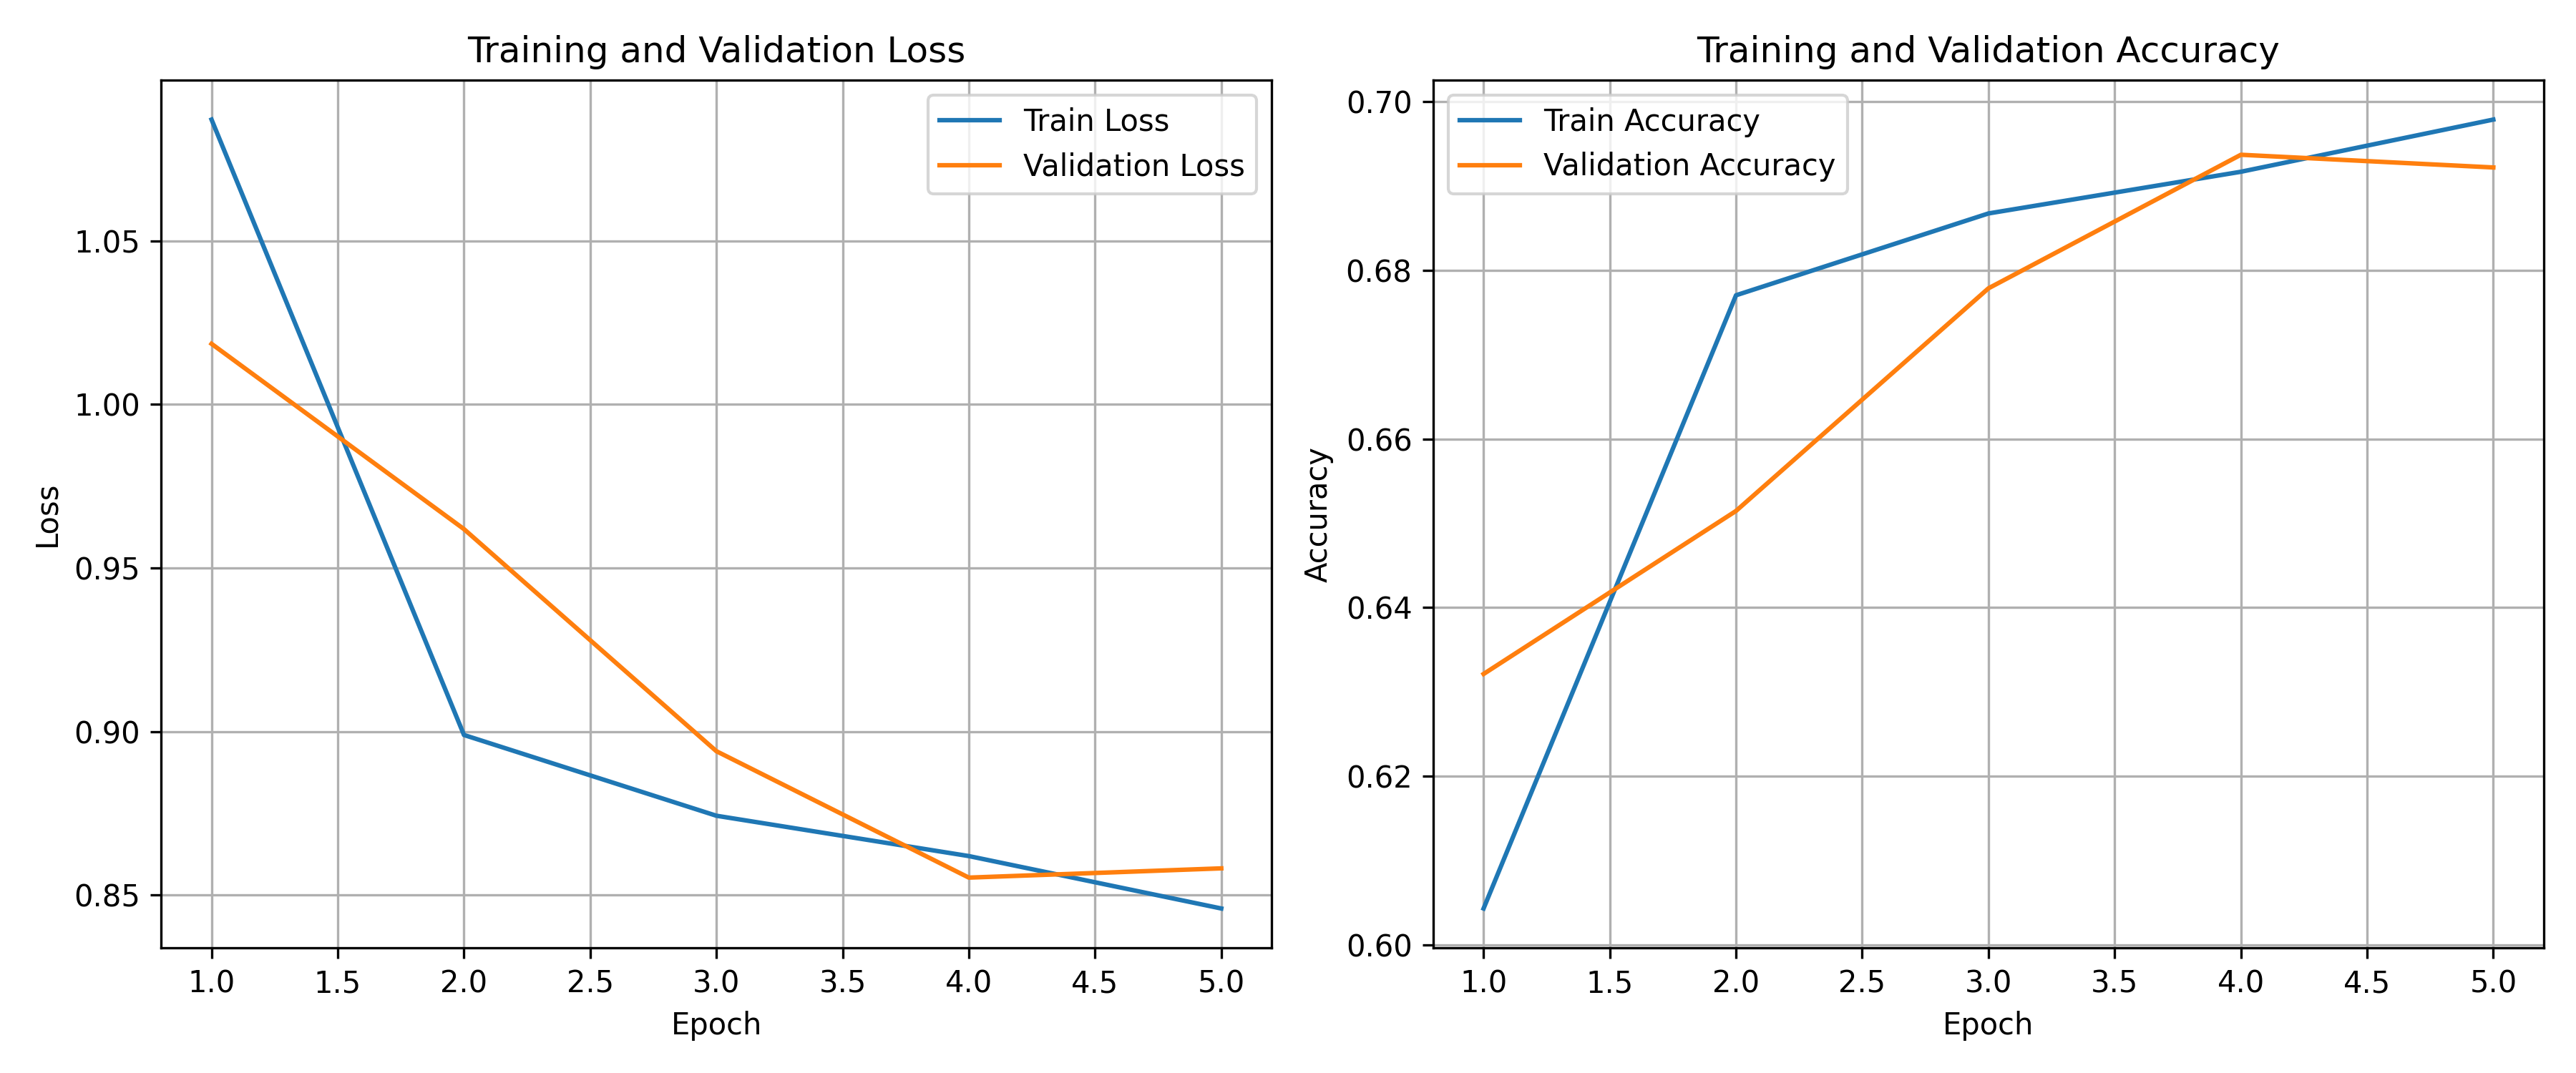 Training and Validation Loss
Train Loss
Validation Loss
1.05
1.00
0.95
0.90
0.85
Loss
1.0 1.5 2.0 2.5 3.0 3.5 4.0 4.5 5.0
Epoch
Training and Validation Accuracy
Train Accuracy
Validation Accuracy
0.70
0.68
0.66
0.64
0.62
0.60
Accuracy
1.0 1.5 2.0 2.5 3.0 3.5 4.0 4.5 5.0
Epoch